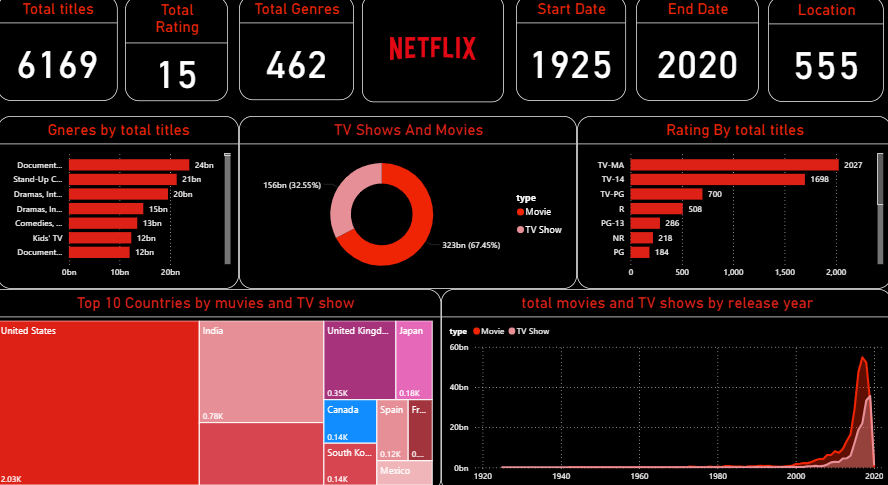 Total titles
6169
Total
Rating
15
Total Genres
462
NETFLIX
Start Date
1925
End Date
2020
Location
555
Gneres by total titles
Document... 24bn
Stand-Up C... 21bn
Dramas, Int... 20bn
Dramas, In... 15bn
Comedies, ... 13bn
Kids' TV 12bn
Document... 12bn
0bn 10bn 20bn
TV Shows And Movies
156bn (32.55%)
323bn (67.45%)
type
Movie
TV Show
Rating By total titles
TV-MA 2027
TV-14 1698
TV-PG 700
R 508
PG-13 286
NR 218
PG 184
0 500 1,000 1,500 2,000
Top 10 Countries by muvies and TV show
United States
2.03K
India
0.78K
United Kingd...
0.35K
Japan
0.18K
Canada
0.14K
South Ko...
0.14K
Spain
0.12K
Fr...
0....
Mexico
total movies and TV shows by release year
type Movie TV Show
60bn
40bn
20bn
0bn
1920 1940 1960 1980 2000 2020